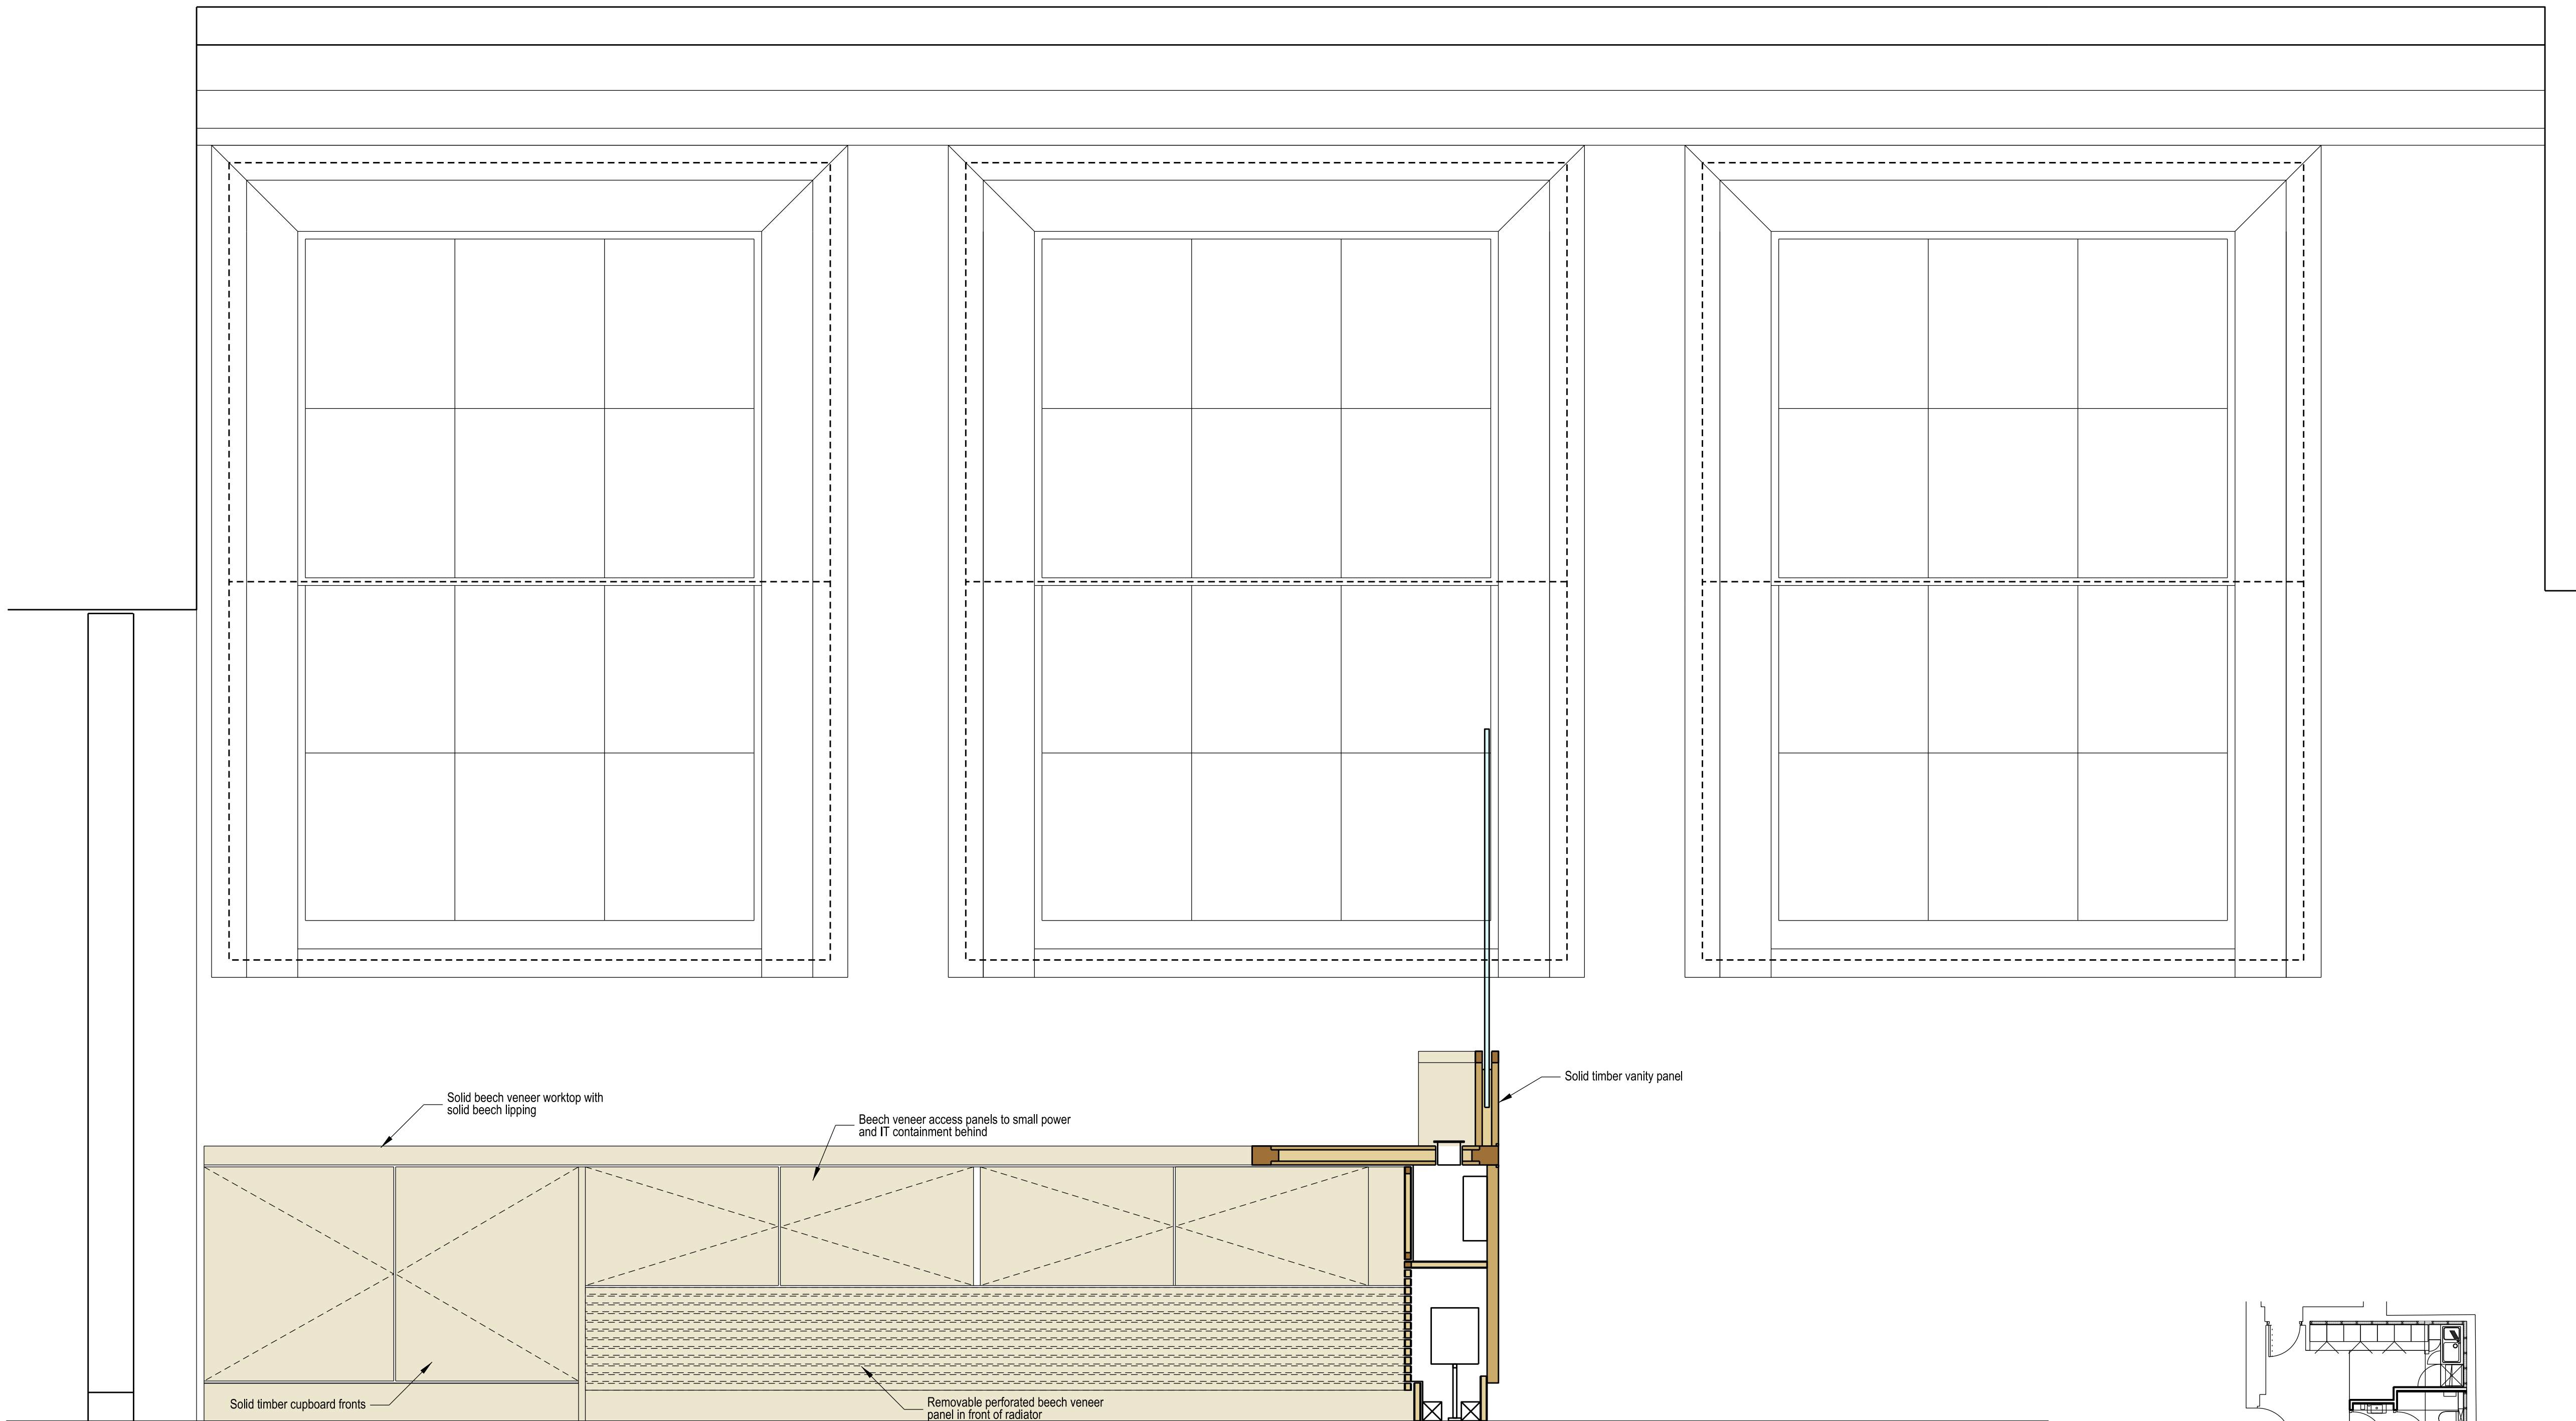 Solid timber vanity panel
Solid beech veneer worktop with
solid beech lipping
Beech veneer access panels to small power
and IT containment behind
Solid timber cupboard fronts
Removable perforated beech veneer
panel in front of radiator